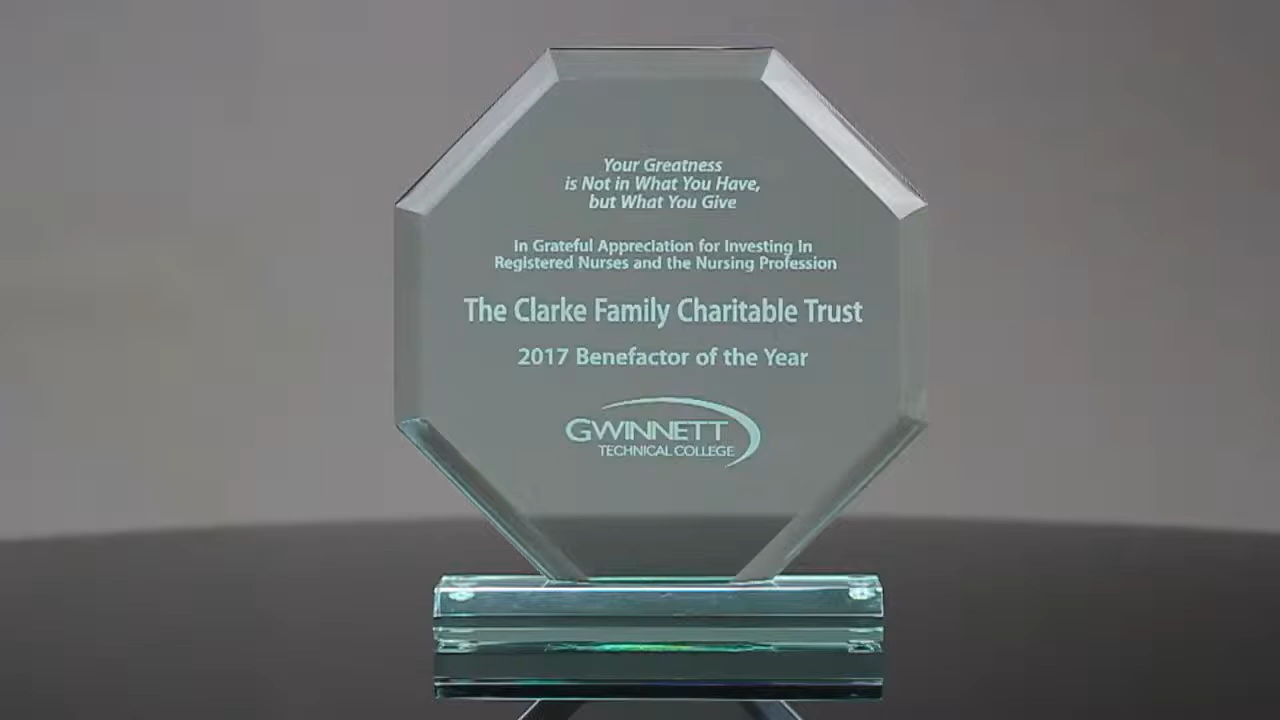 Your Greatness
is Not in What You Have,
but What You Give
In Grateful Appreciation for Investing In
Registered Nurses and the Nursing Profession
The Clarke Family Charitable Trust
2017 Benefactor of the Year
GWINNETT
TECHNICAL COLLEGE